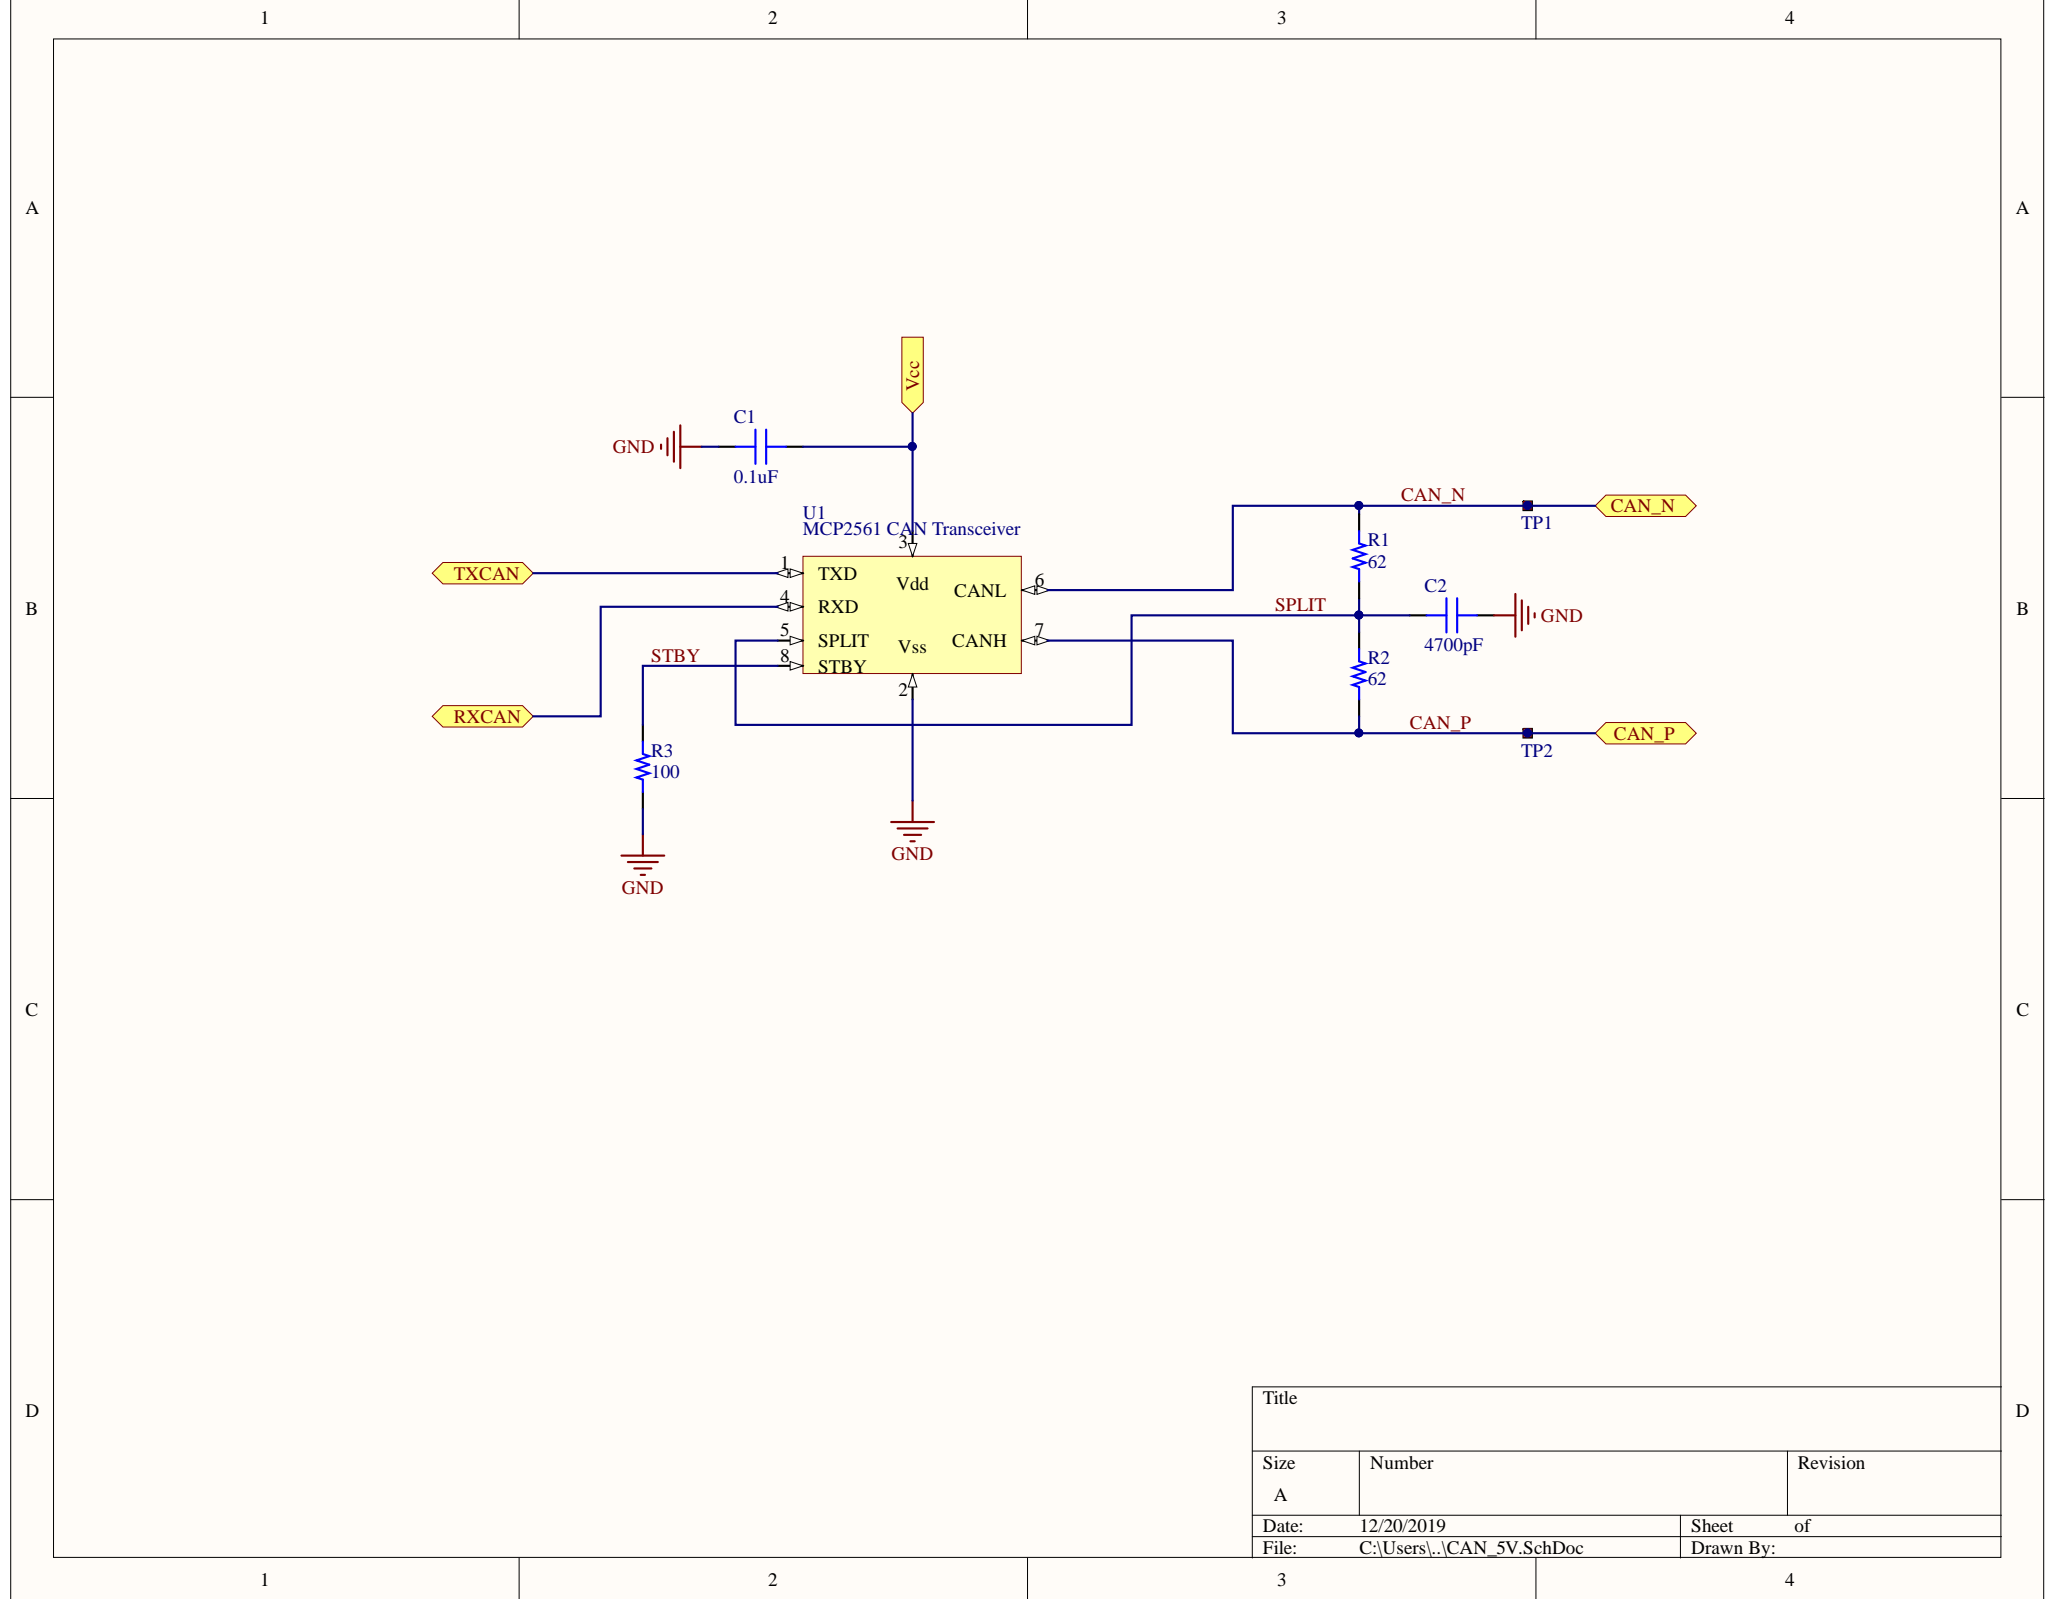 1 2 3 4
A A
Vcc
C1
GND
0.1uF
U1
MCP2561 CAN Transceiver
3
CAN_N
CAN_N
TP1
R1
62
TXCAN
1
TXD
Vdd
CANL
6
C2
B B
4
RXD
SPLIT
GND
5
SPLIT
Vss
CANH
7
4700pF
STBY
8
STBY
R2
62
2
RXCAN
CAN_P
CAN_P
TP2
R3
100
GND
GND
C C
Title
D D
Size
Number
Revision
A
Date: 12/20/2019
Sheet of
File: C:\Users\..\CAN_5V.SchDoc
Drawn By:
1 2 3 4